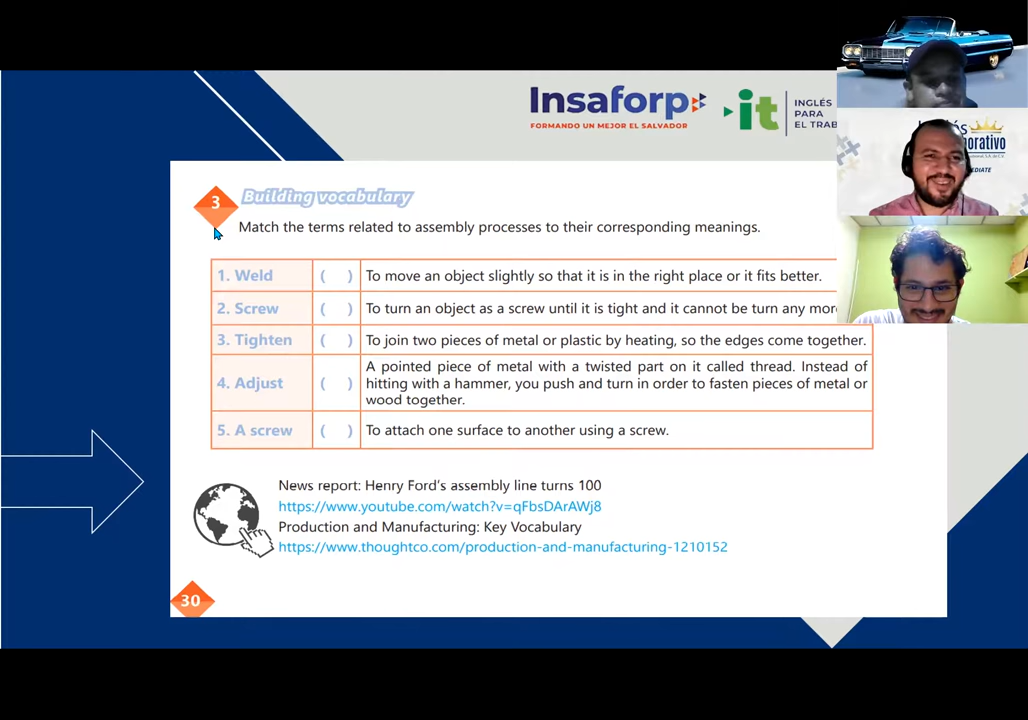 Insaforp
FORMANDO UN MEJOR EL SALVADOR
it
INGLÉS
PARA
EL TRAB
3
Building vocabulary
Match the terms related to assembly processes to their corresponding meanings.
1. Weld ( ) To move an object slightly so that it is in the right place or it fits better.
2. Screw ( ) To turn an object as a screw until it is tight and it cannot be turn any mor
3. Tighten ( ) To join two pieces of metal or plastic by heating, so the edges come together.
4. Adjust ( ) A pointed piece of metal with a twisted part on it called thread. Instead of
hitting with a hammer, you push and turn in order to fasten pieces of metal or
wood together.
5. A screw ( ) To attach one surface to another using a screw.
News report: Henry Ford's assembly line turns 100
https://www.youtube.com/watch?v=qFbsDArAWj8
Production and Manufacturing: Key Vocabulary
https://www.thoughtco.com/production-and-manufacturing-1210152
30